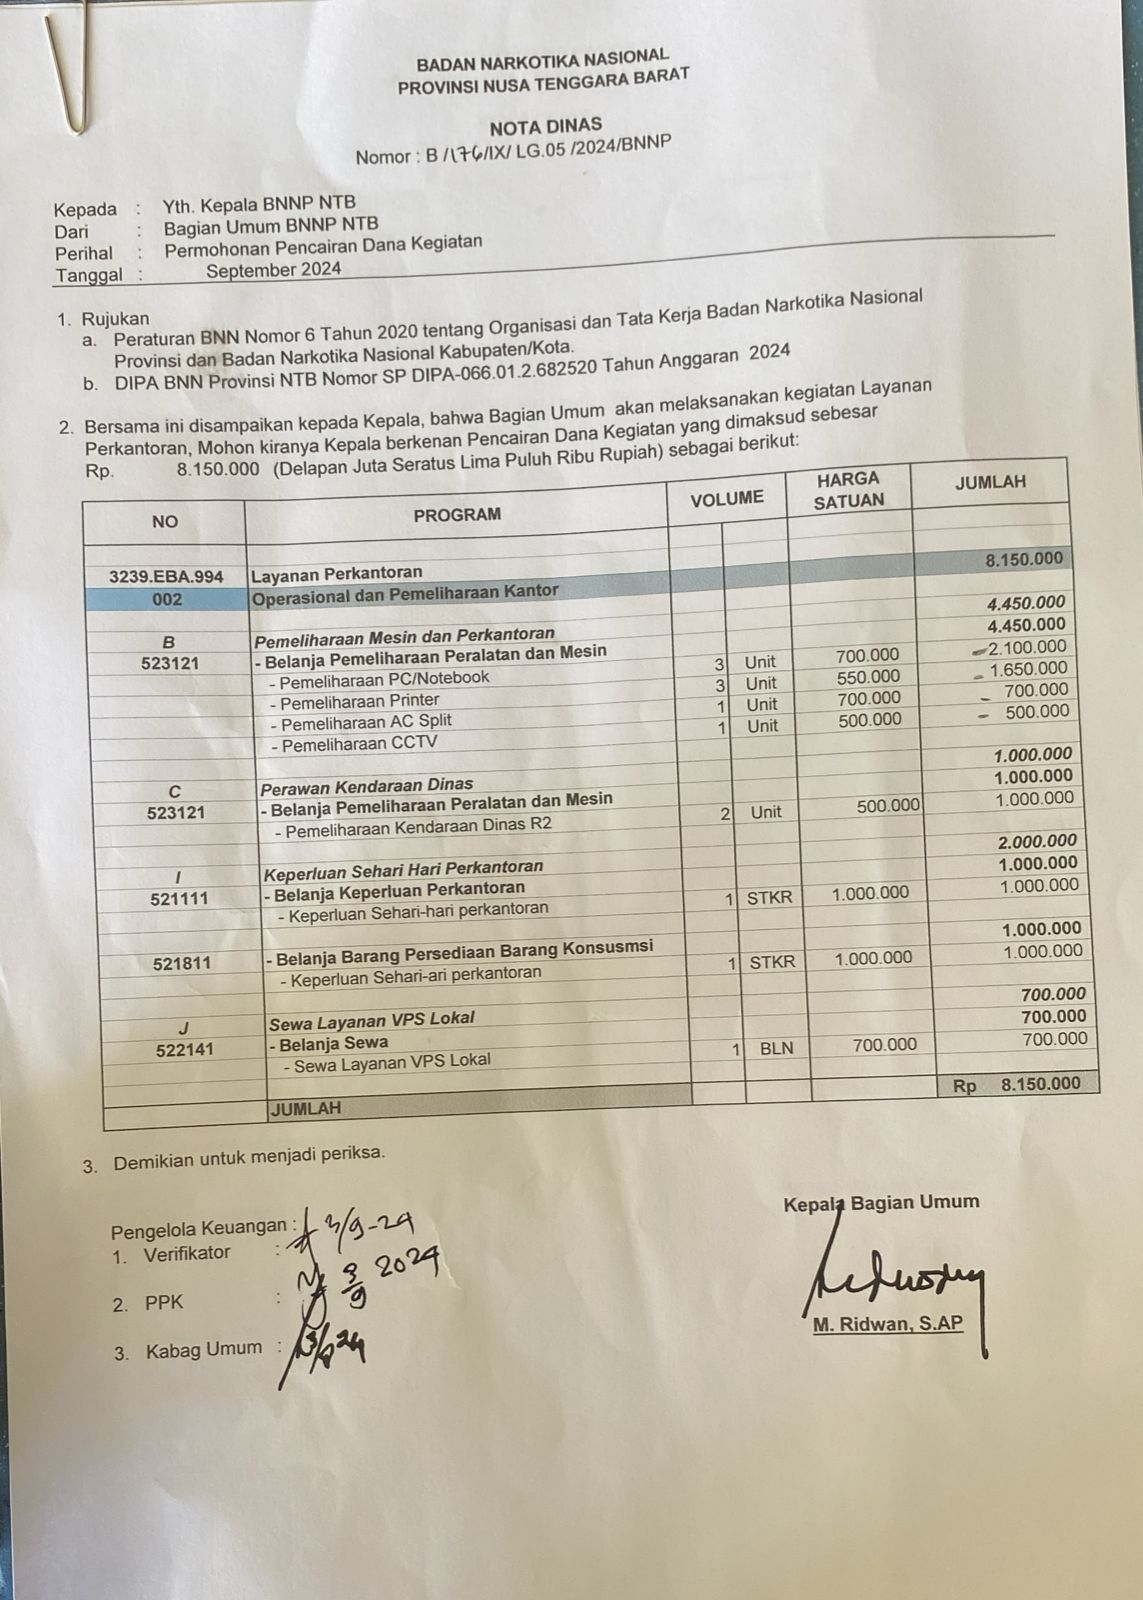 BADAN NARKOTIKA NASIONAL
PROVINSI NUSA TENGGARA BARAT
NOTA DINAS
Nomor : B /176/IX/ LG.05 /2024/BNNP
Kepada : Yth. Kepala BNNP NTB
Dari : Bagian Umum BNNP NTB
Perihal : Permohonan Pencairan Dana Kegiatan
Tanggal : September 2024
1. Rujukan
a. Peraturan BNN Nomor 6 Tahun 2020 tentang Organisasi dan Tata Kerja Badan Narkotika Nasional
Provinsi dan Badan Narkotika Nasional Kabupaten/Kota.
b. DIPA BNN Provinsi NTB Nomor SP DIPA-066.01.2.682520 Tahun Anggaran 2024
2. Bersama ini disampaikan kepada Kepala, bahwa Bagian Umum akan melaksanakan kegiatan Layanan
Perkantoran, Mohon kiranya Kepala berkenan Pencairan Dana Kegiatan yang dimaksud sebesar
Rp. 8.150.000 (Delapan Juta Seratus Lima Puluh Ribu Rupiah) sebagai berikut:
NO PROGRAM VOLUME HARGA SATUAN JUMLAH
3239.EBA.994 Layanan Perkantoran 8.150.000
002 Operasional dan Pemeliharaan Kantor
B Pemeliharaan Mesin dan Perkantoran 4.450.000
523121 - Belanja Pemeliharaan Peralatan dan Mesin 4.450.000
- Pemeliharaan PC/Notebook 3 Unit 700.000 2.100.000
- Pemeliharaan Printer 3 Unit 550.000 1.650.000
- Pemeliharaan AC Split 1 Unit 700.000 700.000
- Pemeliharaan CCTV 1 Unit 500.000 500.000
C Perawan Kendaraan Dinas 1.000.000
523121 - Belanja Pemeliharaan Peralatan dan Mesin 1.000.000
- Pemeliharaan Kendaraan Dinas R2 2 Unit 500.000 1.000.000
I Keperluan Sehari Hari Perkantoran 2.000.000
521111 - Belanja Keperluan Perkantoran 1.000.000
- Keperluan Sehari-hari perkantoran 1 STKR 1.000.000 1.000.000
521811 - Belanja Barang Persediaan Barang Konsusmsi 1.000.000
- Keperluan Sehari-ari perkantoran 1 STKR 1.000.000 1.000.000
J Sewa Layanan VPS Lokal 700.000
522141 - Belanja Sewa 700.000
- Sewa Layanan VPS Lokal 1 BLN 700.000 700.000
JUMLAH Rp 8.150.000
3. Demikian untuk menjadi periksa.
Kepala Bagian Umum
Pengelola Keuangan :
1. Verifikator : 3/9-24
2. PPK : 3/9 2024
3. Kabag Umum :
M. Ridwan, S.AP